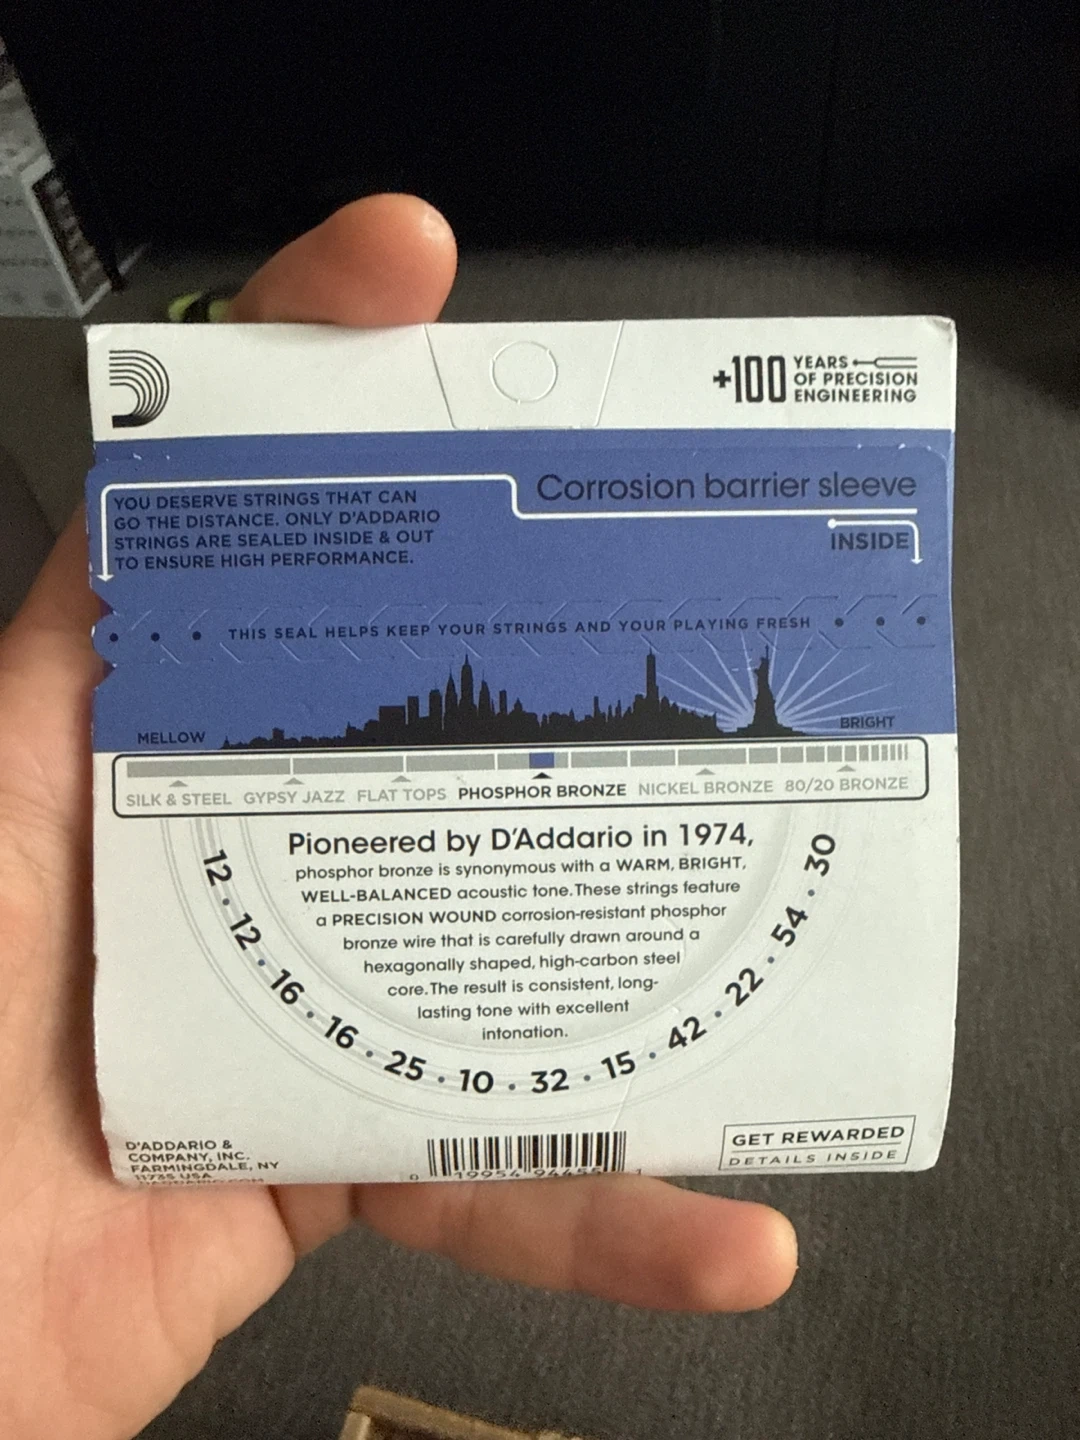 +100 YEARS
OF PRECISION
ENGINEERING
Corrosion barrier sleeve
INSIDE
YOU DESERVE STRINGS THAT CAN
GO THE DISTANCE. ONLY D'ADDARIO
STRINGS ARE SEALED INSIDE & OUT
TO ENSURE HIGH PERFORMANCE.
THIS SEAL HELPS KEEP YOUR STRINGS AND YOUR PLAYING FRESH
MELLOW
BRIGHT
SILK & STEEL GYPSY JAZZ FLAT TOPS PHOSPHOR BRONZE NICKEL BRONZE 80/20 BRONZE
Pioneered by D'Addario in 1974,
phosphor bronze is synonymous with a WARM, BRIGHT,
WELL-BALANCED acoustic tone. These strings feature
a PRECISION WOUND corrosion-resistant phosphor
bronze wire that is carefully drawn around a
hexagonally shaped, high-carbon steel
core. The result is consistent, long-
lasting tone with excellent
intonation.
12 • 12 • 16 • 16 • 25 • 10 • 32 • 15 • 42 • 22 • 54 • 30
D'ADDARIO &
COMPANY, INC.
FARMINGDALE, NY
11735 USA
GET REWARDED
DETAILS INSIDE